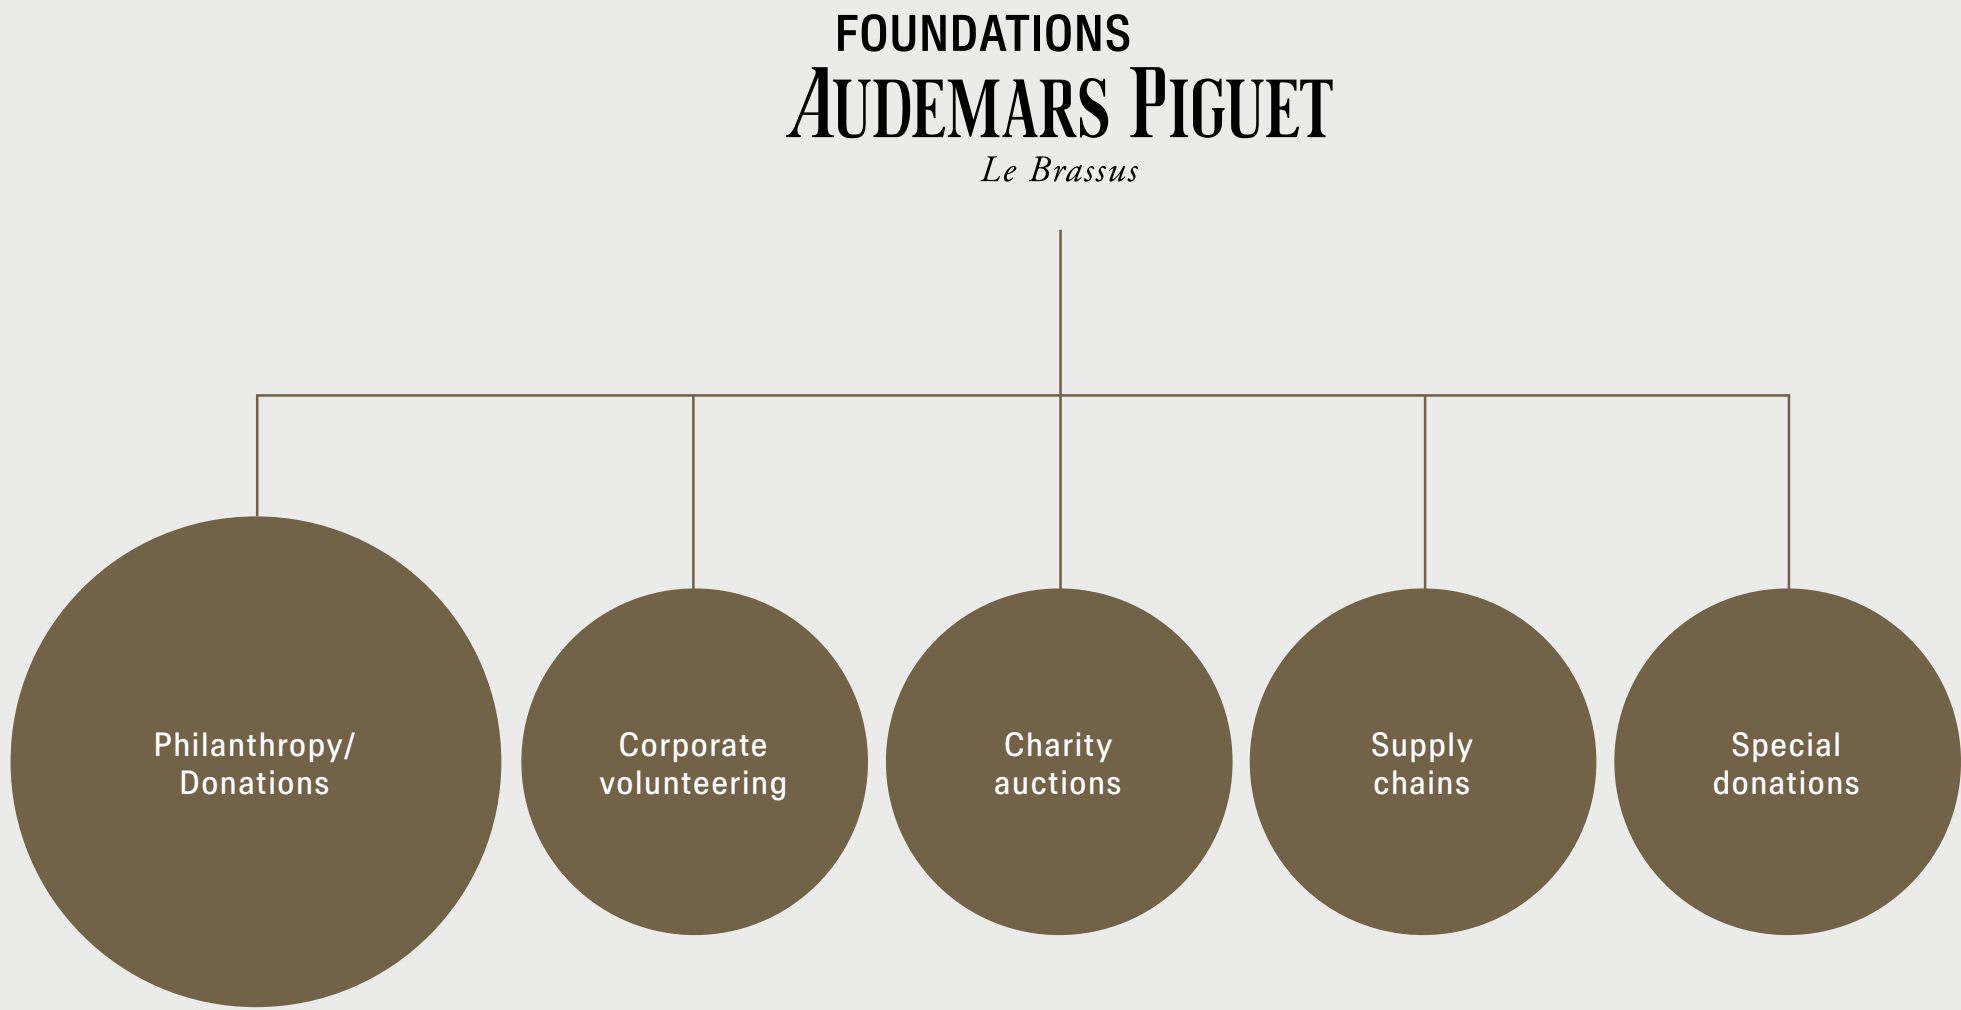 FOUNDATIONS
AUDEMARS PIGUET
Le Brassus
Philanthropy/
Donations
Corporate
volunteering
Charity
auctions
Supply
chains
Special
donations